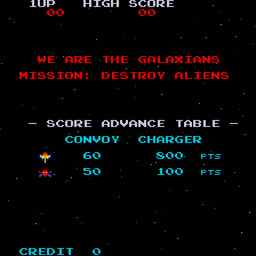 1UP HIGH SCORE
00 00
WE ARE THE GALAXIANS
MISSION: DESTROY ALIENS
— SCORE ADVANCE TABLE —
CONVOY CHARGER
60 800 PTS
50 100 PTS
CREDIT 0